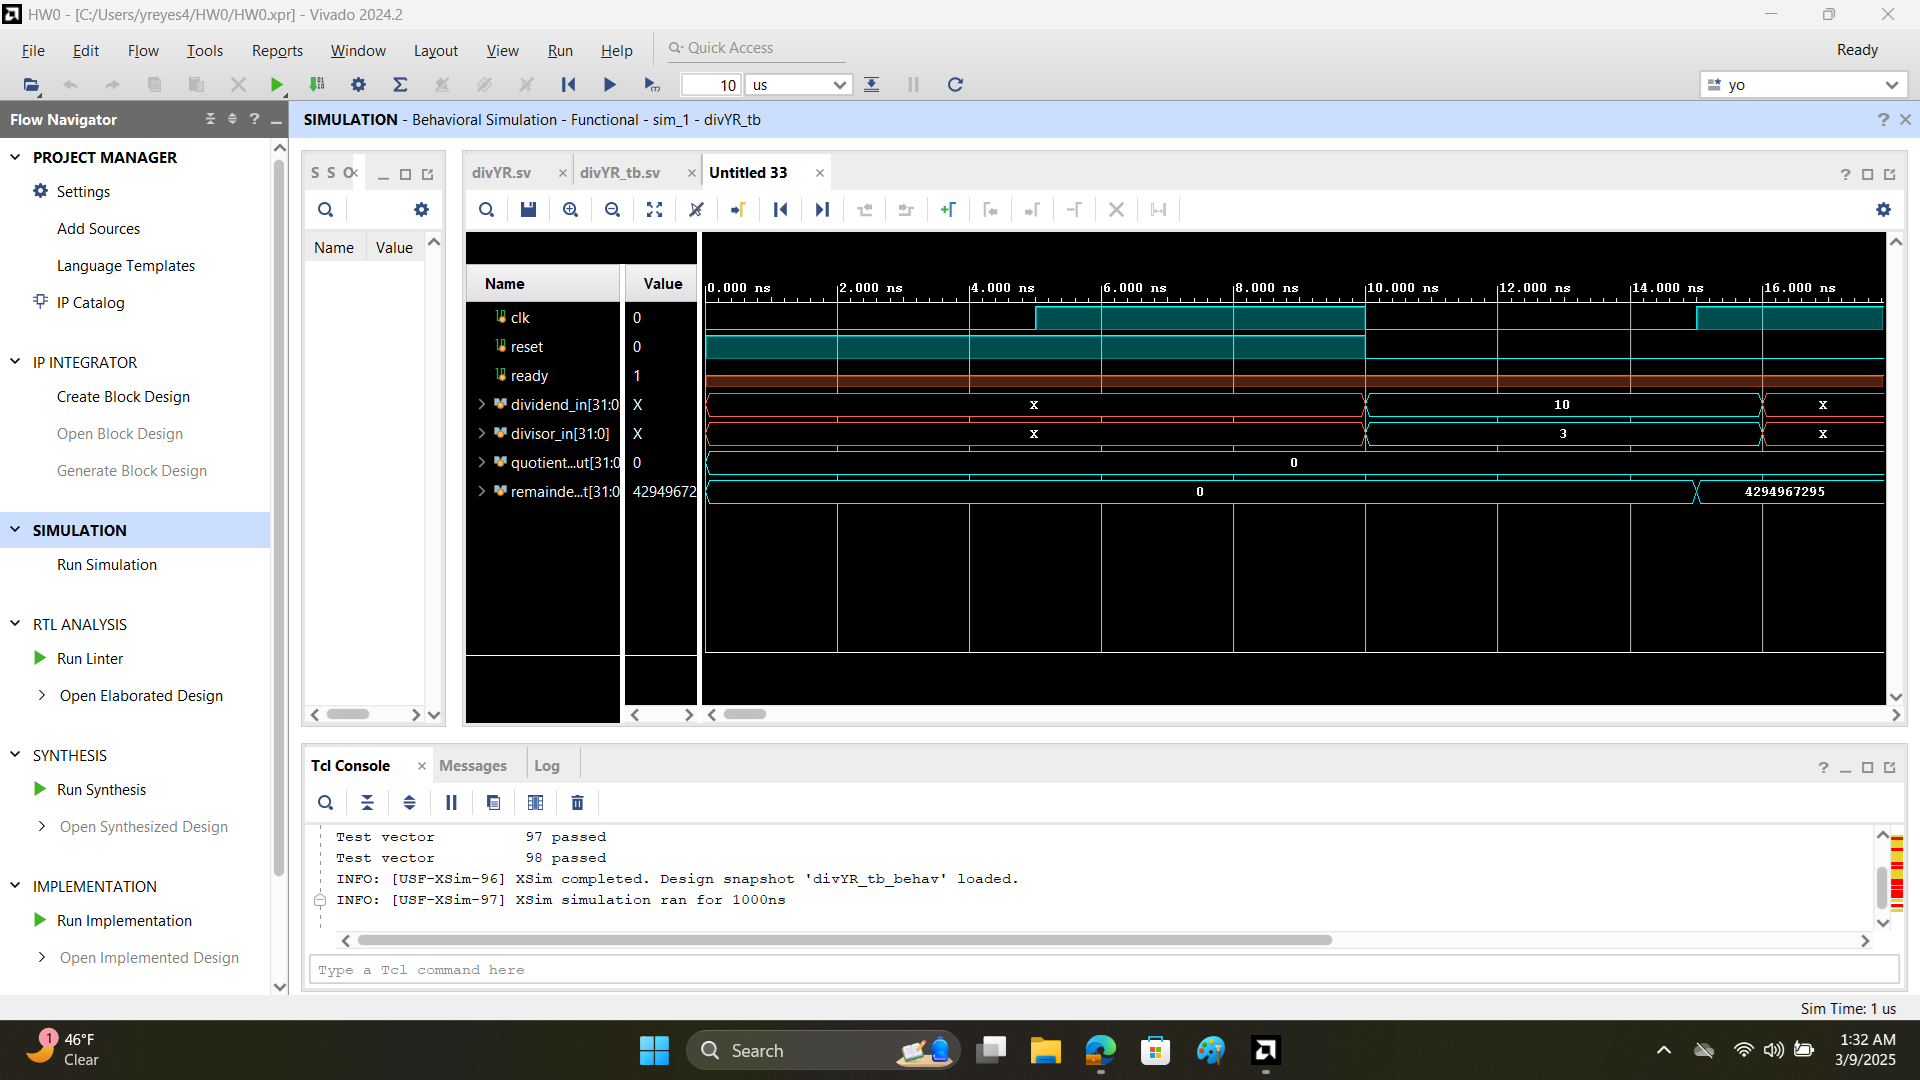 HW0 - [C:/Users/yreyes4/HW0/HW0.xpr] - Vivado 2024.2
File Edit Flow Tools Reports Window Layout View Run Help Quick Access
Ready
10 us
yo
Flow Navigator
SIMULATION - Behavioral Simulation - Functional - sim_1 - divYR_tb
PROJECT MANAGER
Settings
Add Sources
Language Templates
IP Catalog
IP INTEGRATOR
Create Block Design
Open Block Design
Generate Block Design
SIMULATION
Run Simulation
RTL ANALYSIS
Run Linter
Open Elaborated Design
SYNTHESIS
Run Synthesis
Open Synthesized Design
IMPLEMENTATION
Run Implementation
Open Implemented Design
S S O
Name Value
divYR.sv divYR_tb.sv Untitled 33
Name Value
0.000 ns 2.000 ns 4.000 ns 6.000 ns 8.000 ns 10.000 ns 12.000 ns 14.000 ns 16.000 ns
clk 0
reset 0
ready 1
dividend_in[31:0 X X 10 X
divisor_in[31:0] X X 3 X
quotient...ut[31:0 0 0
remainde...t[31:0 42949672 0 4294967295
Tcl Console Messages Log
Test vector 97 passed
Test vector 98 passed
INFO: [USF-XSim-96] XSim completed. Design snapshot 'divYR_tb_behav' loaded.
INFO: [USF-XSim-97] XSim simulation ran for 1000ns
Type a Tcl command here
Sim Time: 1 us
1
46°F
Clear
Search
1:32 AM
3/9/2025